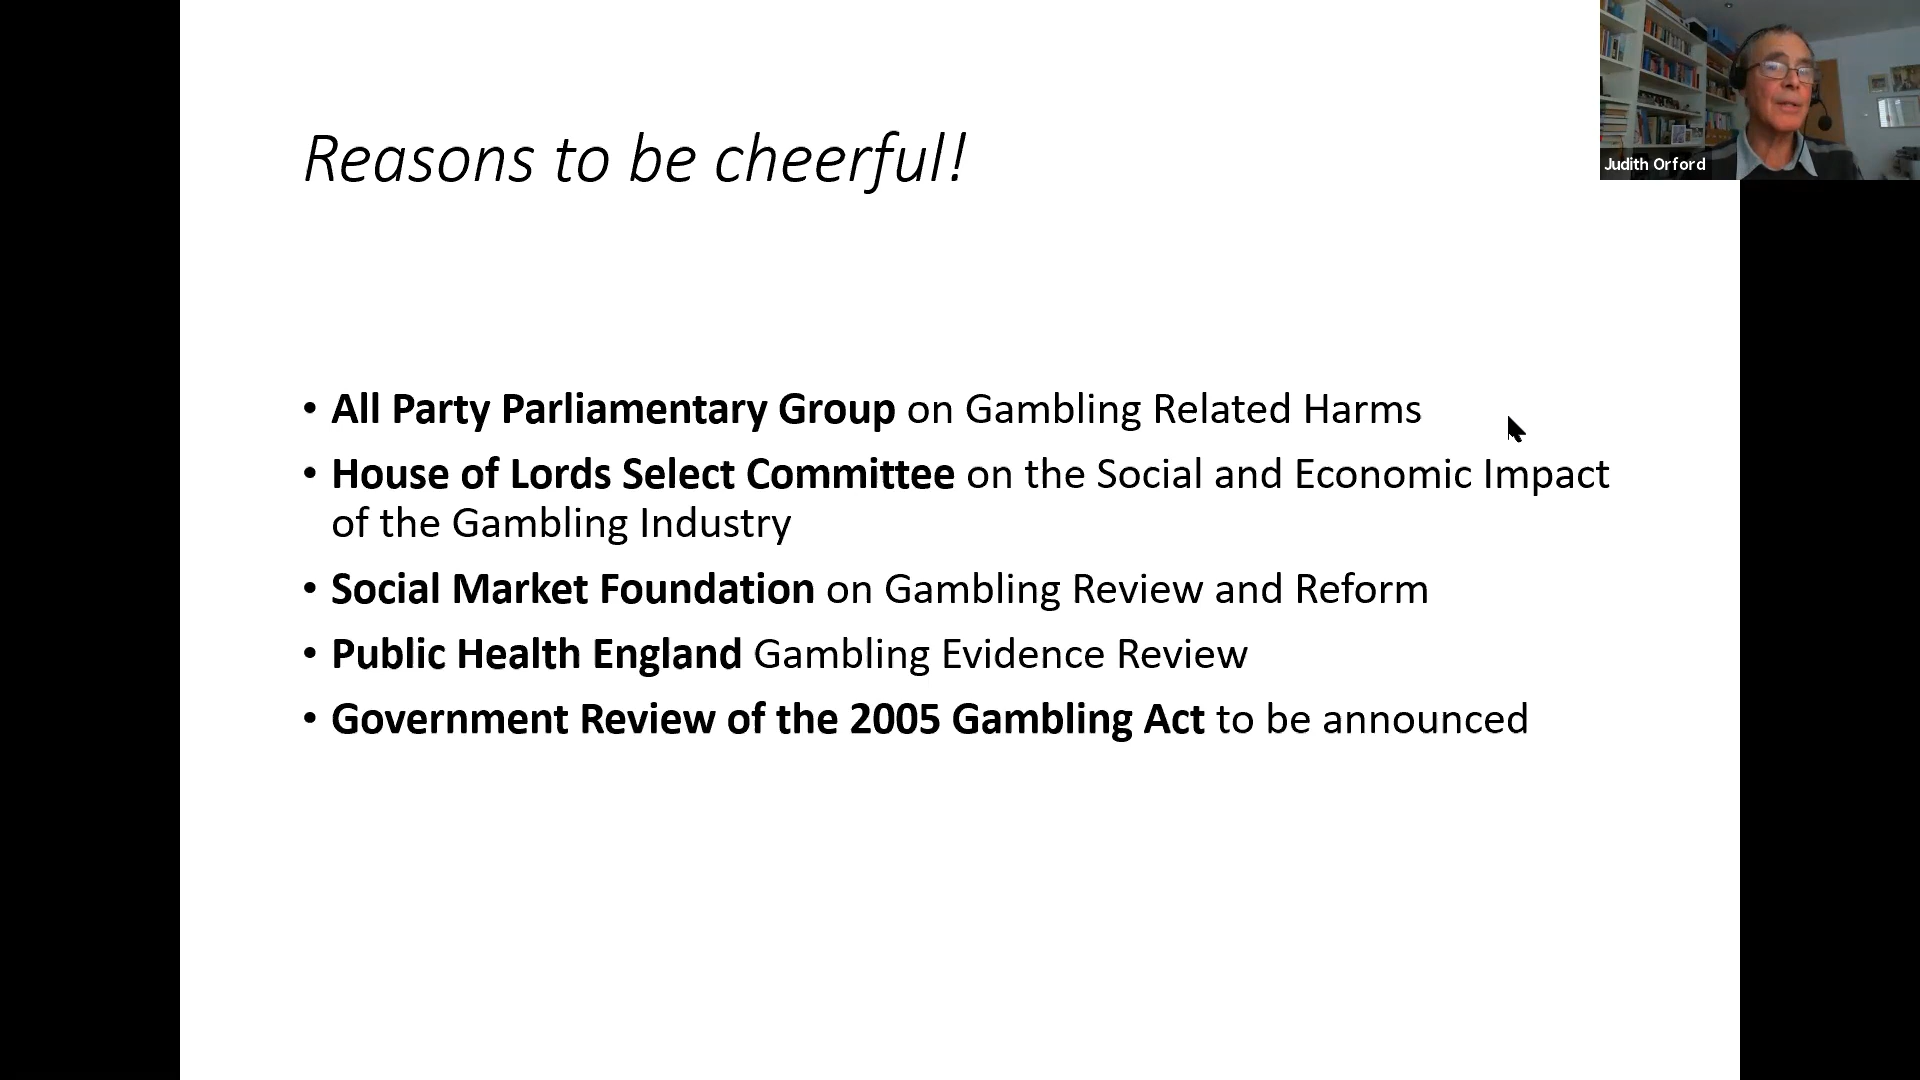 Reasons to be cheerful!
Judith Orford
• All Party Parliamentary Group on Gambling Related Harms
• House of Lords Select Committee on the Social and Economic Impact
of the Gambling Industry
• Social Market Foundation on Gambling Review and Reform
• Public Health England Gambling Evidence Review
• Government Review of the 2005 Gambling Act to be announced